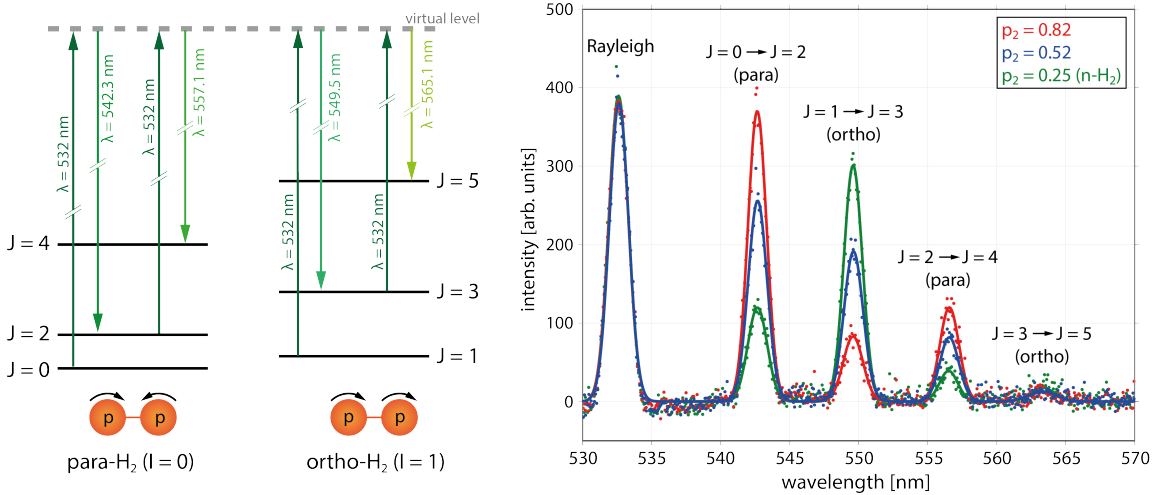 virtual level
λ = 532 nm
λ = 542.3 nm
λ = 532 nm
λ = 557.1 nm
λ = 532 nm
λ = 549.5 nm
λ = 532 nm
λ = 565.1 nm
J = 4
J = 2
J = 0
J = 5
J = 3
J = 1
p p
p p
para-H₂ (I = 0)
ortho-H₂ (I = 1)
intensity [arb. units]
500
400
300
200
100
0
Rayleigh
J = 0 → J = 2
(para)
J = 1 → J = 3
(ortho)
J = 2 → J = 4
(para)
J = 3 → J = 5
(ortho)
p₂ = 0.82
p₂ = 0.52
p₂ = 0.25 (n-H₂)
530 535 540 545 550 555 560 565 570
wavelength [nm]